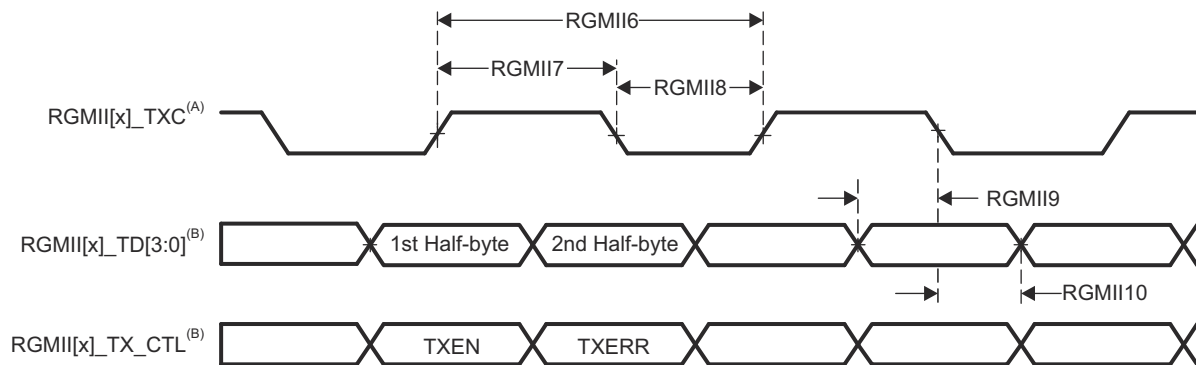 RGMII6
RGMII7
RGMII8
RGMII[x]_TXC(A)
RGMII9
RGMII[x]_TD[3:0](B)
1st Half-byte
2nd Half-byte
RGMII10
RGMII[x]_TX_CTL(B)
TXEN
TXERR